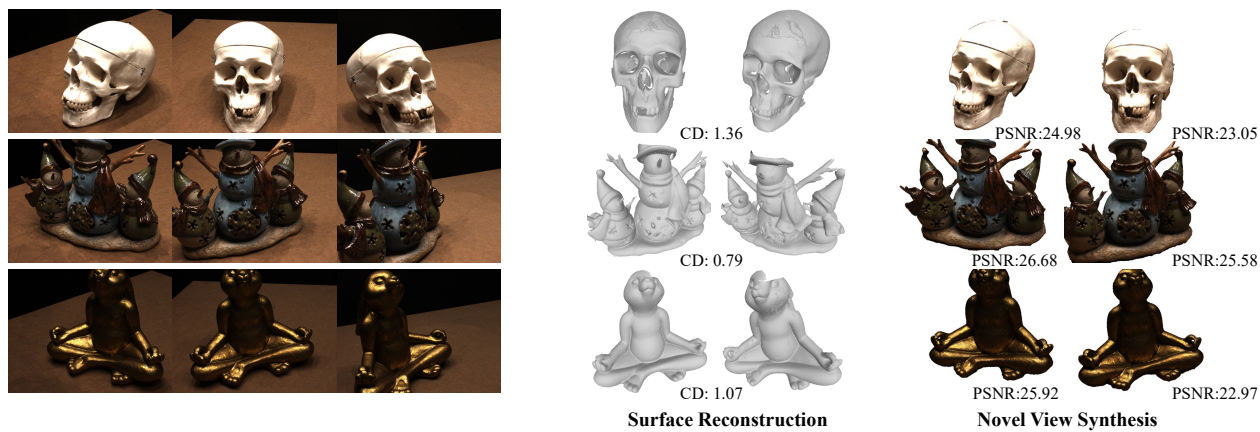 CD: 1.36
PSNR:24.98
PSNR:23.05
CD: 0.79
PSNR:26.68
PSNR:25.58
CD: 1.07
PSNR:25.92
PSNR:22.97
Surface Reconstruction
Novel View Synthesis